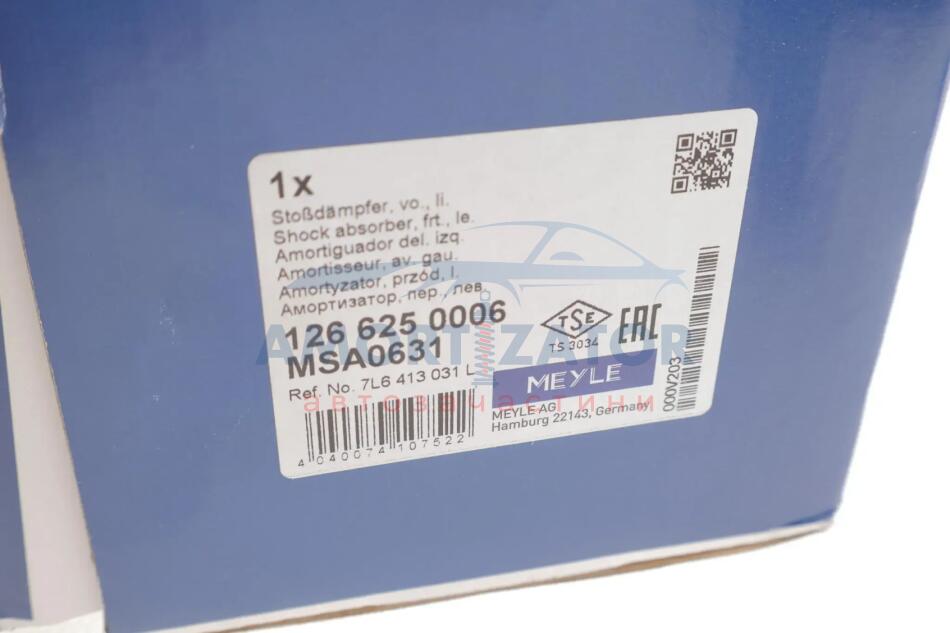 1x
Stoßdämpfer, vo., li.
Shock absorber, frt., le.
Amortiguador del. izq.
Amortisseur, av. gau.
Amortyzator, przód, l.
Амортизатор, пер., лев.
126 625 0006
MSA0631
Ref. No. 7L6 413 031 L
4 040074 107522
TSE
TS 3034
EAC
MEYLE
MEYLE AG
Hamburg 22143, Germany
000V203
AMORTIZATOR
автозапчастини